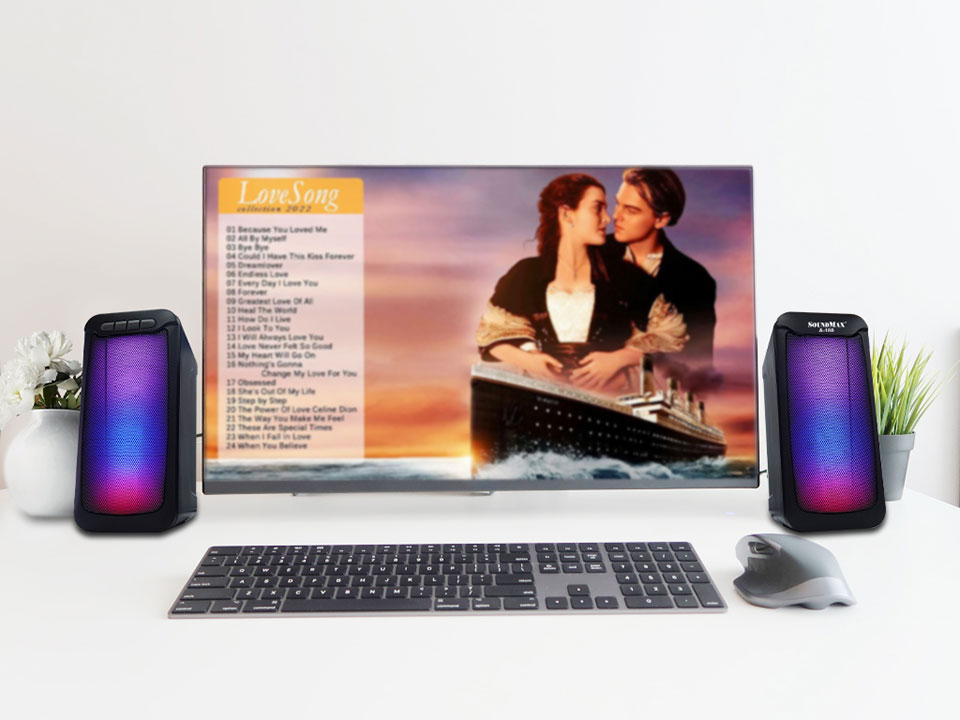 LoveSong
collection 2022
01 Because You Loved Me
02 All By Myself
03 Bye Bye
04 Could I Have This Kiss Forever
05 Dreamlover
06 Endless Love
07 Every Day I Love You
08 Forever
09 Greatest Love Of All
10 Heal The World
11 How Do I Live
12 I Look To You
13 I Will Always Love You
14 Love Never Felt So Good
15 My Heart Will Go On
16 Nothing's Gonna
Change My Love For You
17 Obsessed
18 She's Out Of My Life
19 Step by Step
20 The Power Of Love Celine Dion
21 The Way You Make Me Feel
22 These Are Special Times
23 When I Fall In Love
24 When You Believe
SOUNDMAX
Q W E R T Y U I O P
A S D F G H J K L
Z X C V B N M
control option command command option control